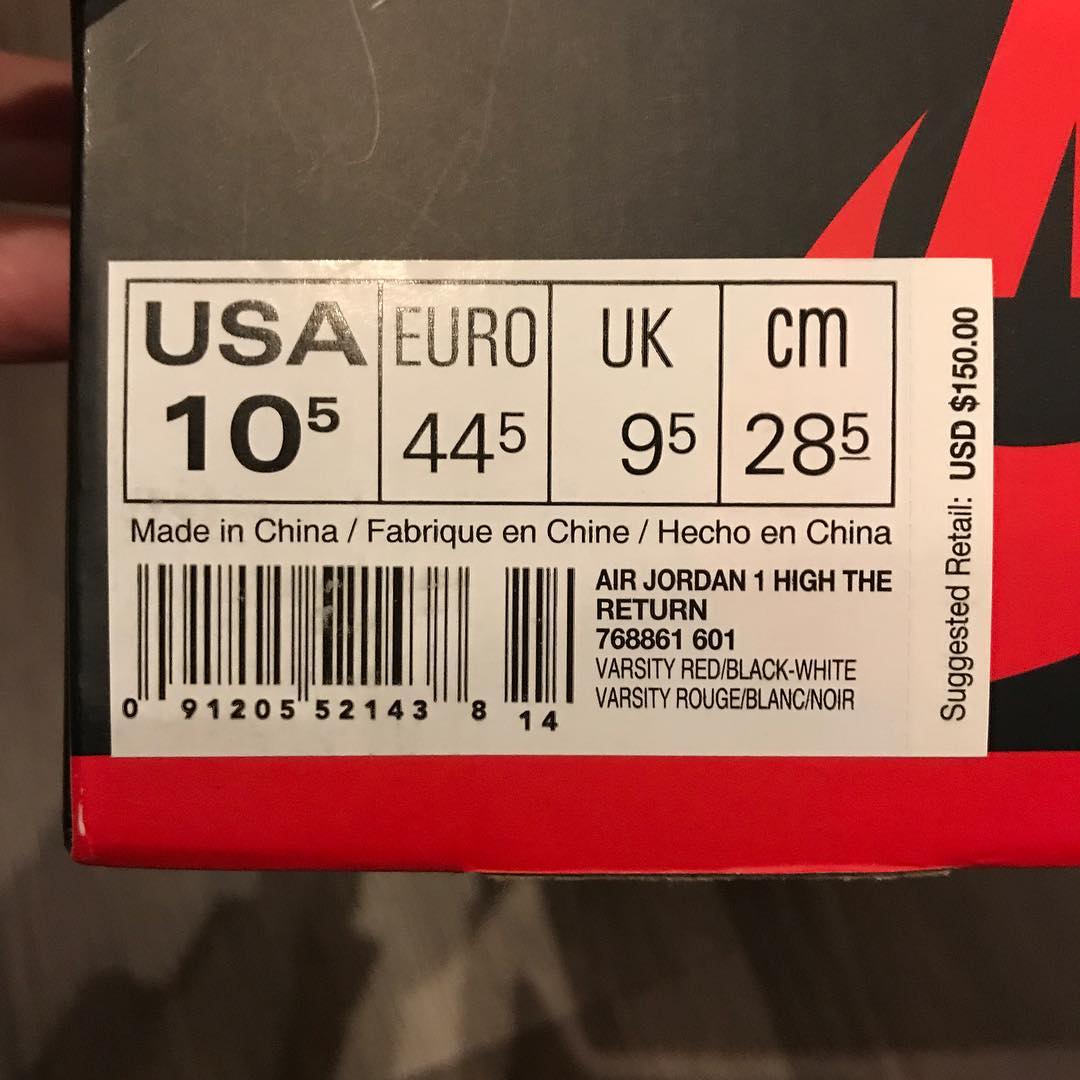 USA EURO UK cm
10⁵ 44⁵ 9⁵ 28⁵
Made in China / Fabrique en Chine / Hecho en China
AIR JORDAN 1 HIGH THE
RETURN
768861 601
VARSITY RED/BLACK-WHITE
VARSITY ROUGE/BLANC/NOIR
0 91205 52143 8 14
Suggested Retail: USD $150.00